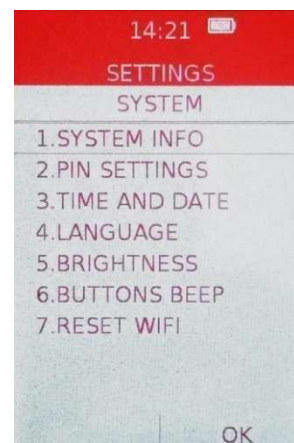 14:21
SETTINGS
SYSTEM
1.SYSTEM INFO
2.PIN SETTINGS
3.TIME AND DATE
4.LANGUAGE
5.BRIGHTNESS
6.BUTTONS BEEP
7.RESET WIFI
OK